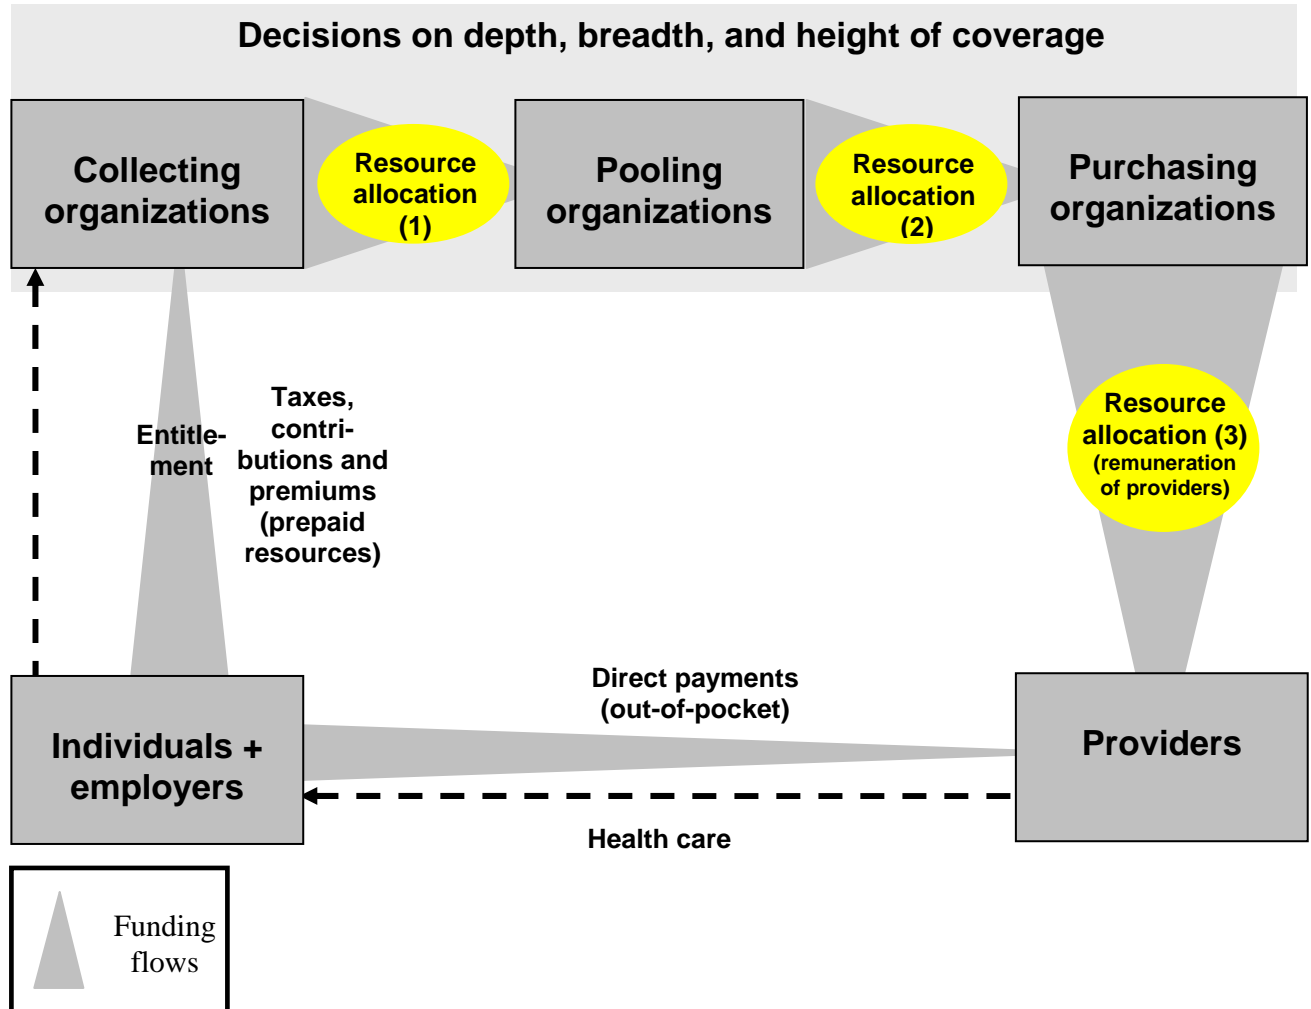 Decisions on depth, breadth, and height of coverage
Collecting
organizations
Resource
allocation
(1)
Pooling
organizations
Resource
allocation
(2)
Purchasing
organizations
Entitle-
ment
Taxes,
contri-
butions and
premiums
(prepaid
resources)
Resource
allocation (3)
(remuneration
of providers)
Individuals +
employers
Direct payments
(out-of-pocket)
Providers
Health care
Funding
flows